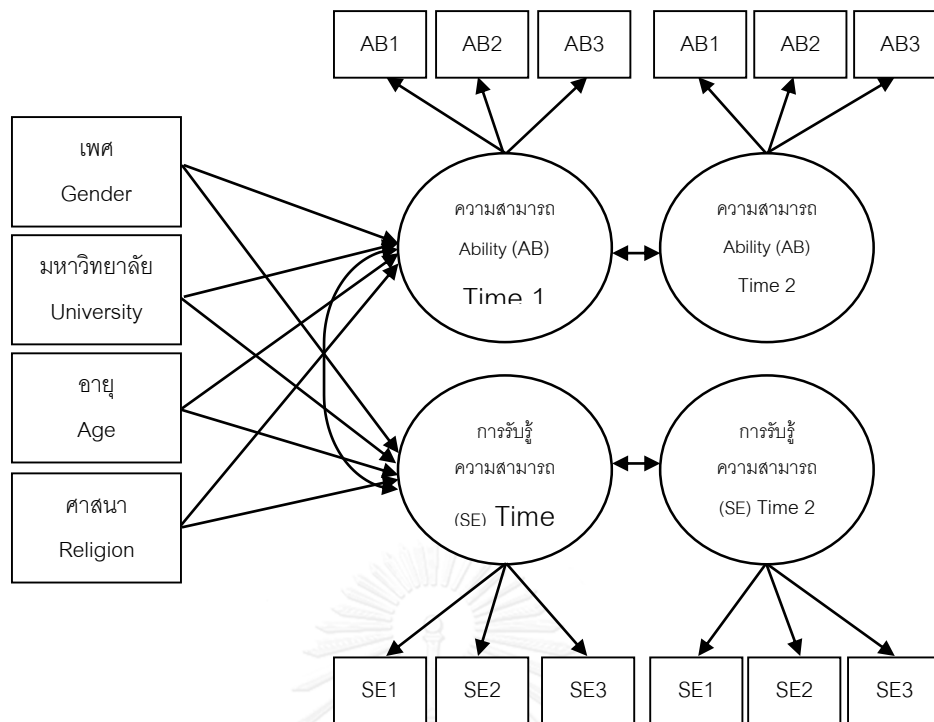 AB1
AB2
AB3
AB1
AB2
AB3
เพศ
Gender
มหาวิทยาลัย
University
อายุ
Age
ศาสนา
Religion
ความสามารถ
Ability (AB)
Time 1
ความสามารถ
Ability (AB)
Time 2
การรับรู้
ความสามารถ
(SE) Time
การรับรู้
ความสามารถ
(SE) Time 2
SE1
SE2
SE3
SE1
SE2
SE3